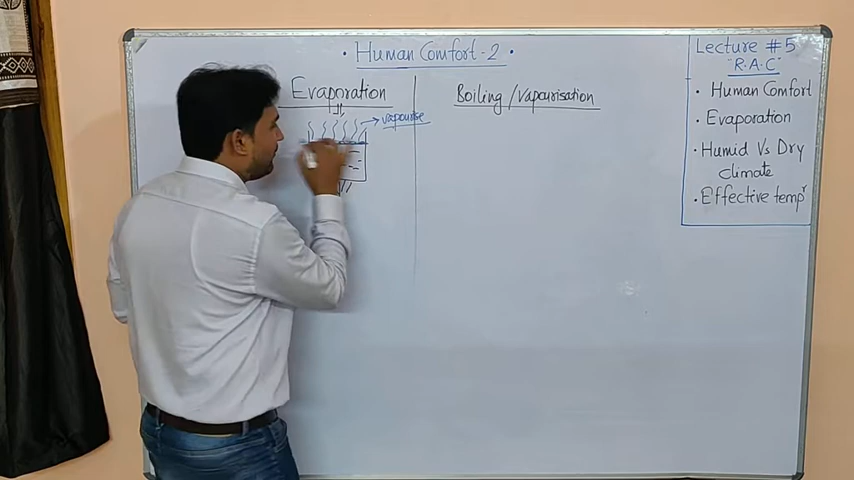 • Human Comfort-2 •
Evaporation
vapourise
Boiling / vapourisation
Lecture # 5
"R.A.C"
• Human Comfort
• Evaporation
• Humid Vs Dry
climate
• Effective tempr